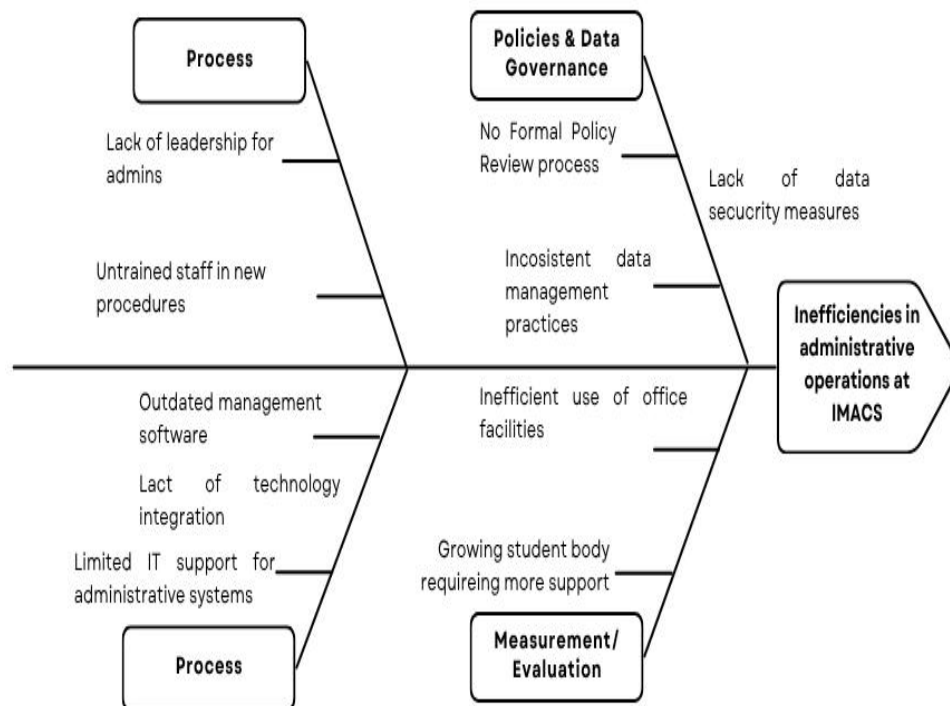 Process
Lack of leadership for
admins
Untrained staff in new
procedures
Policies & Data
Governance
No Formal Policy
Review process
Lack of data
secucrity measures
Incosistent data
management
practices
Inefficiencies in
administrative
operations at
IMACS
Outdated management
software
Lact of technology
integration
Limited IT support for
administrative systems
Process
Inefficient use of office
facilities
Growing student body
requireing more support
Measurement/
Evaluation